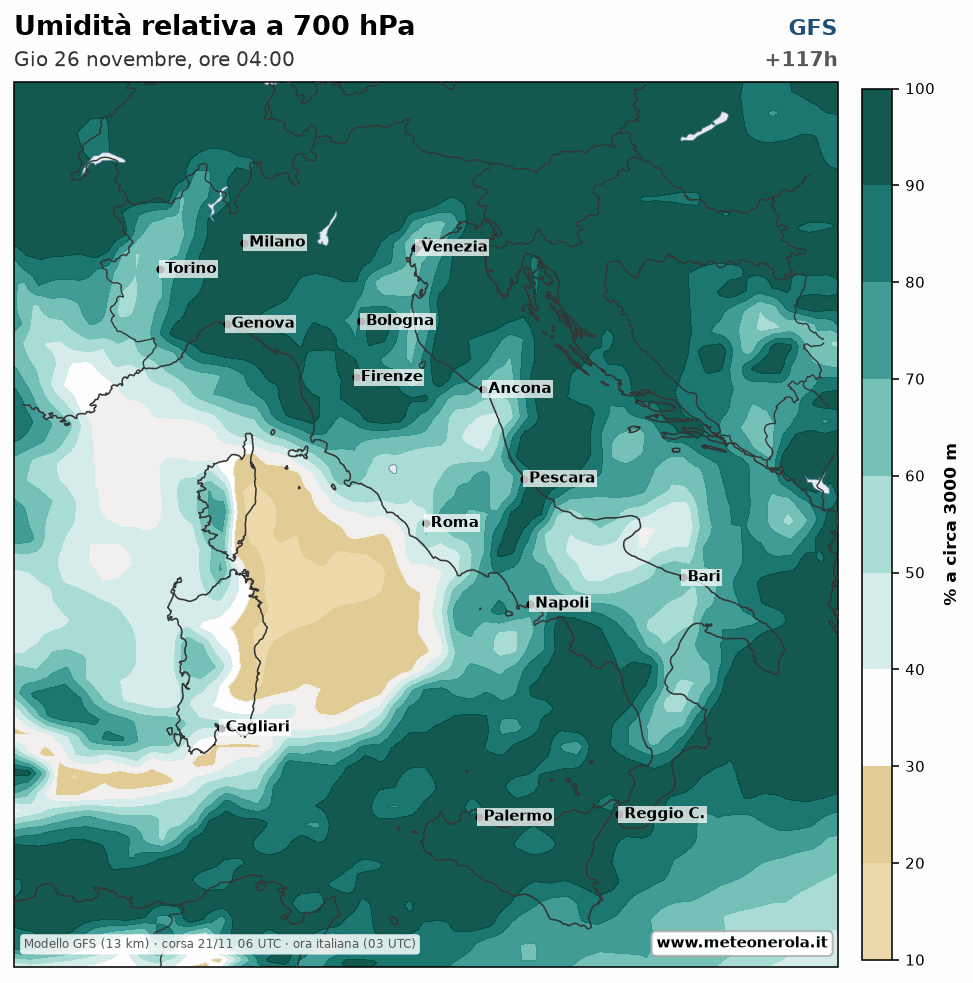 Umidità relativa a 700 hPa
GFS
Gio 26 novembre, ore 04:00
+117h
Milano
Venezia
Torino
Genova
Bologna
Firenze
Ancona
Pescara
Roma
Bari
Napoli
Cagliari
Palermo
Reggio C.
100
90
80
70
60
50
40
30
20
10
% a circa 3000 m
Modello GFS (13 km) · corsa 21/11 06 UTC · ora italiana (03 UTC)
www.meteonerola.it